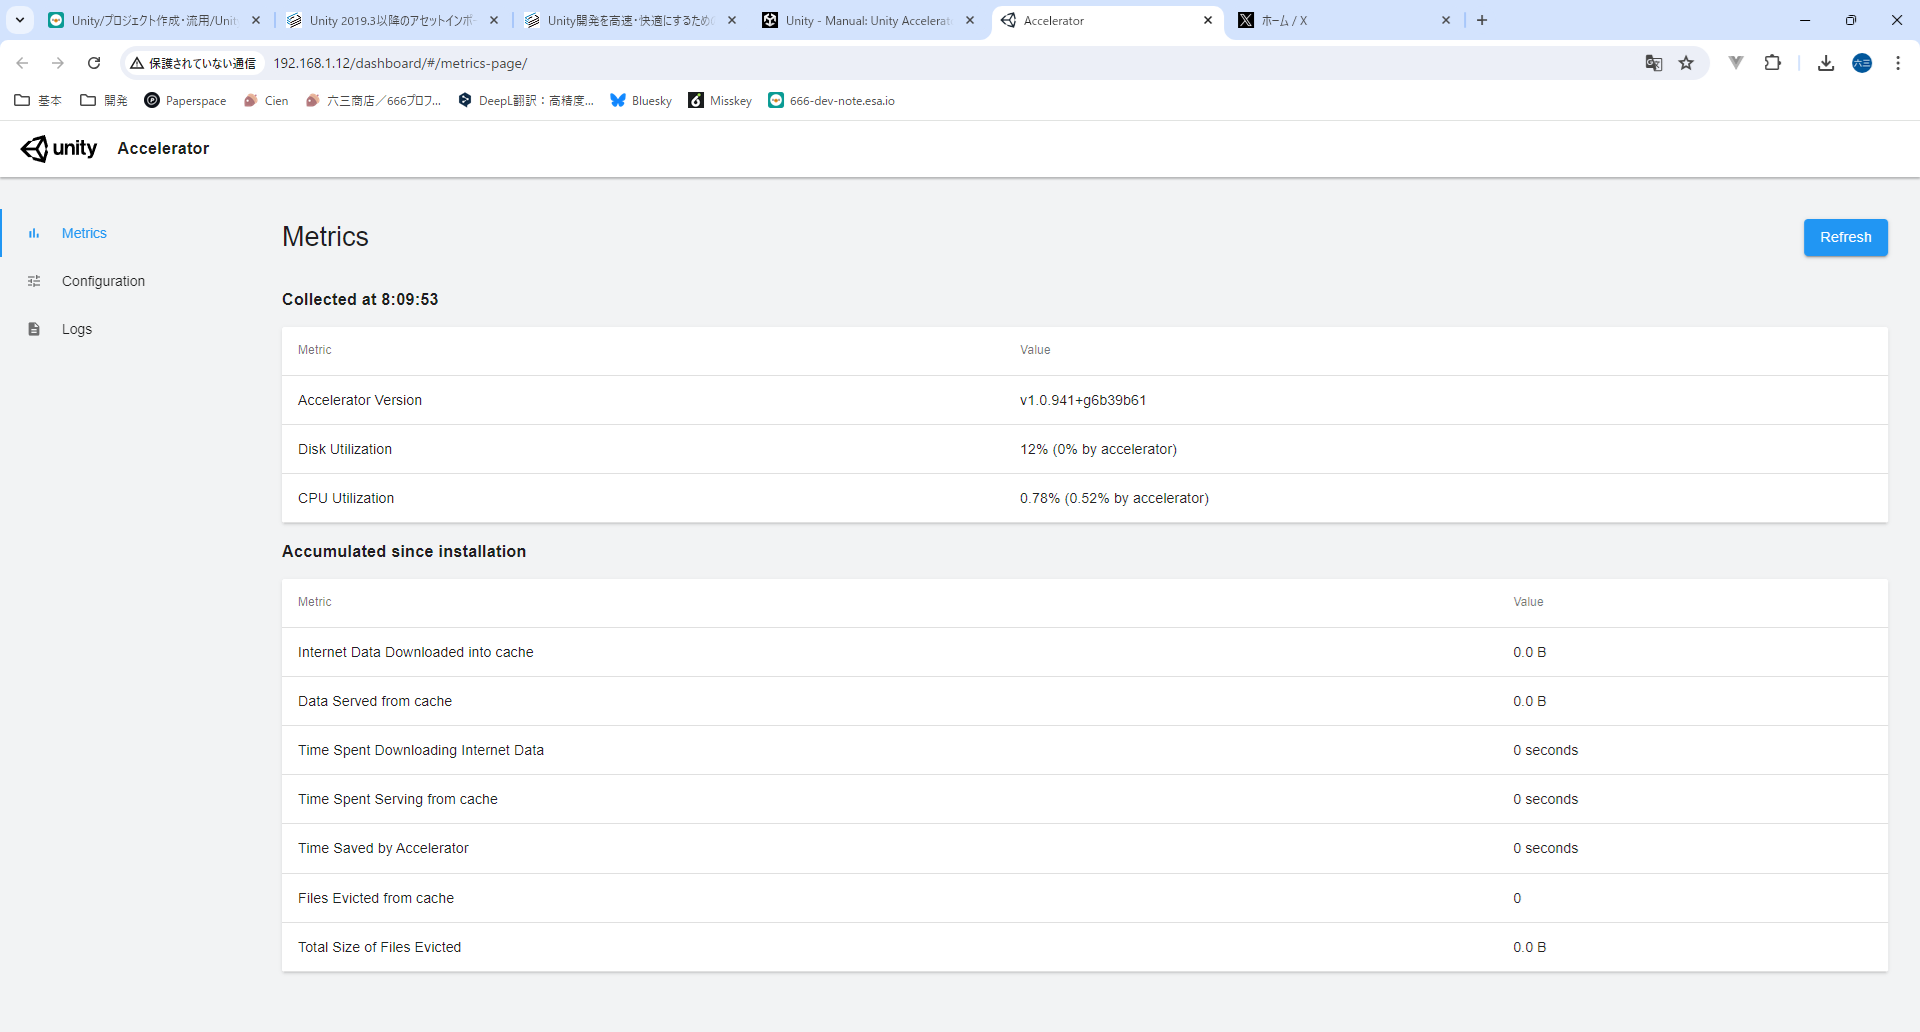 Unity/プロジェクト作成・流用/Unit
Unity 2019.3以降のアセットインポ
Unity開発を高速・快適にするため
Unity - Manual: Unity Accelerat
Accelerator
ホーム / X
保護されていない通信
192.168.1.12/dashboard/#/metrics-page/
六三
基本
開発
Paperspace
Cien
六三商店／666プロフ...
DeepL翻訳：高精度...
Bluesky
Misskey
666-dev-note.esa.io
unity
Accelerator
Metrics
Configuration
Logs
Metrics
Refresh
Collected at 8:09:53
Metric Value
Accelerator Version v1.0.941+g6b39b61
Disk Utilization 12% (0% by accelerator)
CPU Utilization 0.78% (0.52% by accelerator)
Accumulated since installation
Metric Value
Internet Data Downloaded into cache 0.0 B
Data Served from cache 0.0 B
Time Spent Downloading Internet Data 0 seconds
Time Spent Serving from cache 0 seconds
Time Saved by Accelerator 0 seconds
Files Evicted from cache 0
Total Size of Files Evicted 0.0 B